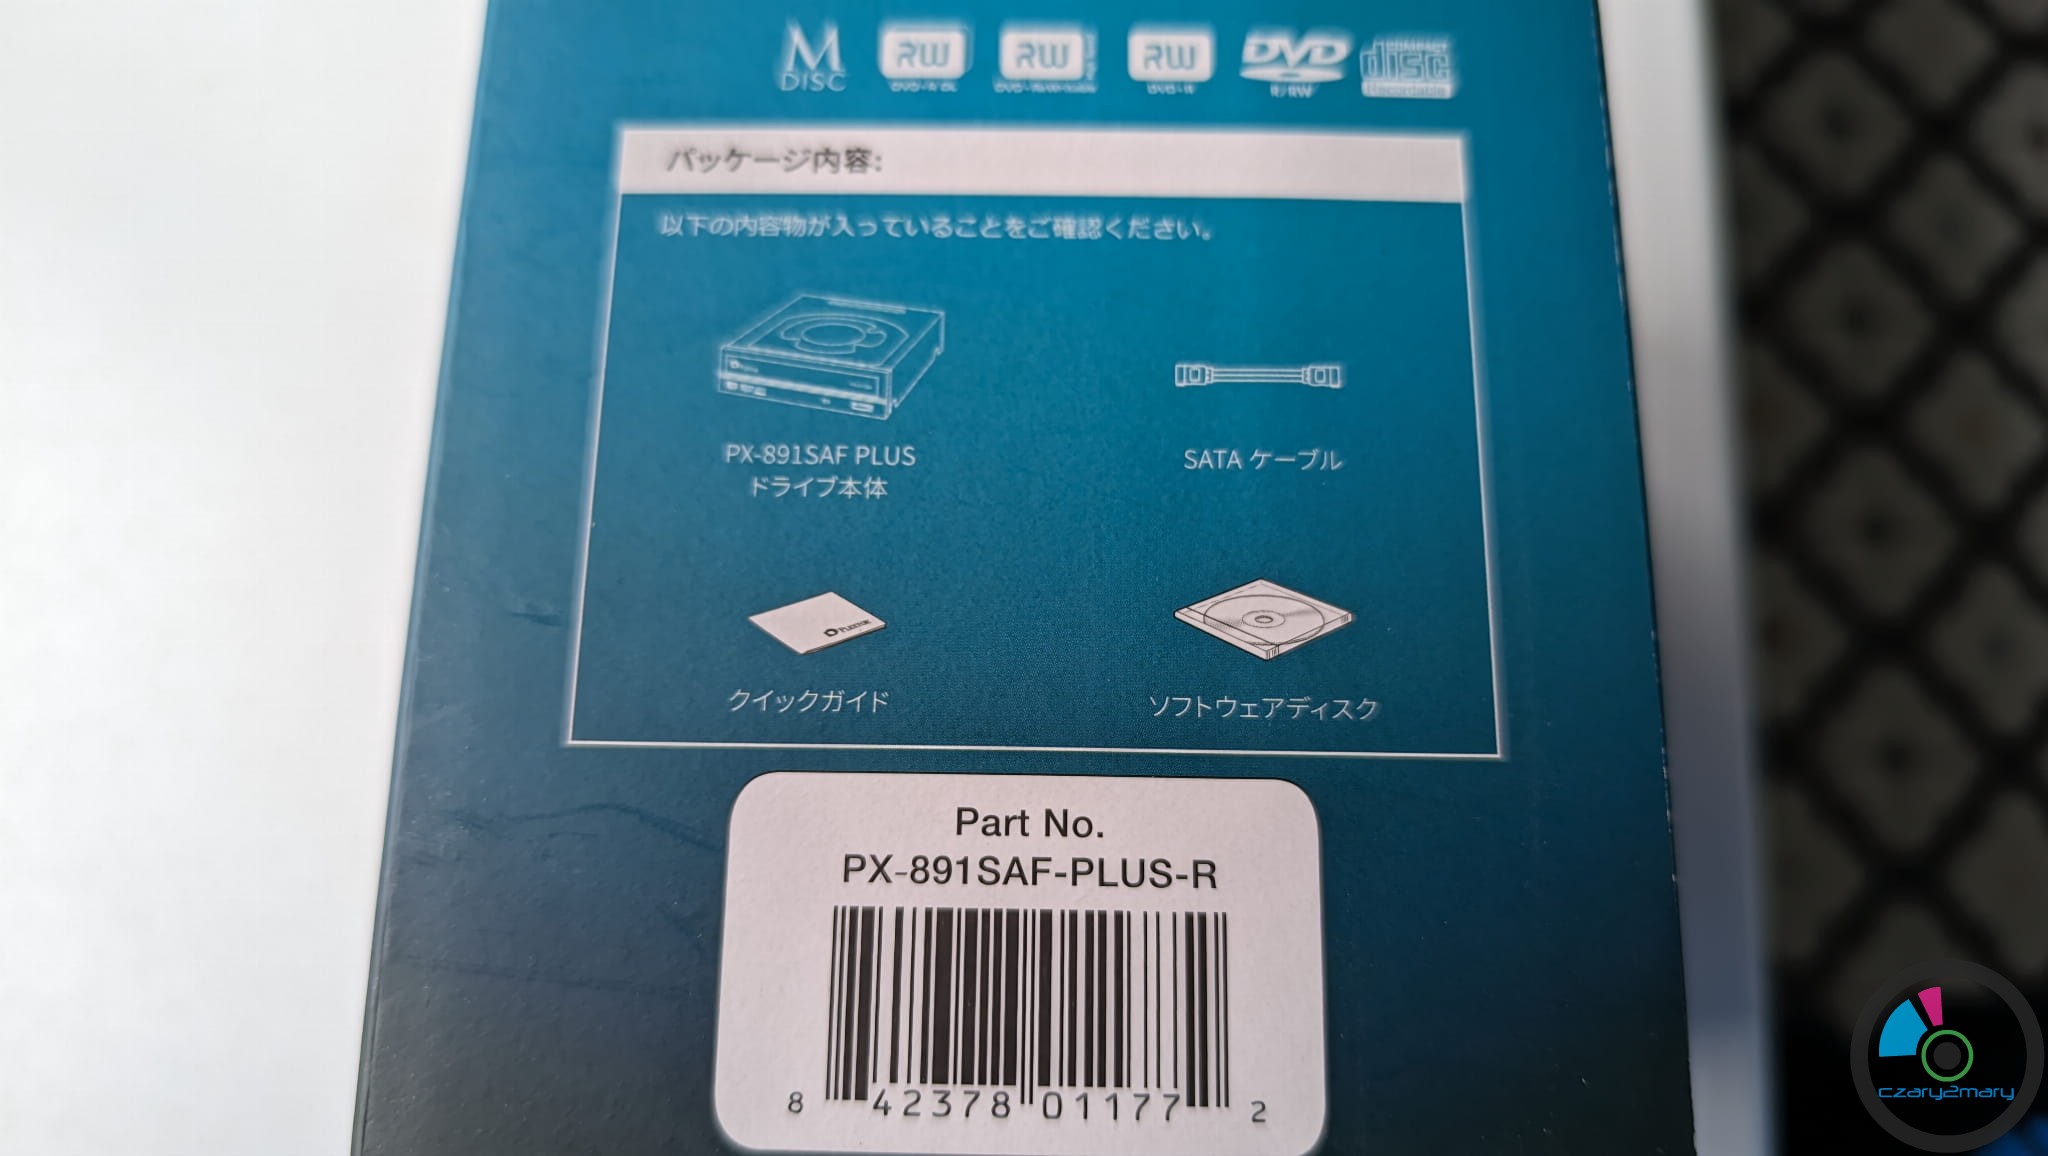 M
DISC
RW
RW
RW
DVD
R/RW
COMPACT
disc
Recordable
パッケージ内容:
以下の内容物が入っていることをご確認ください。
PX-891SAF PLUS
ドライブ本体
SATA ケーブル
PLEXTOR
クイックガイド
ソフトウェアディスク
Part No.
PX-891SAF-PLUS-R
8 42378 01177 2
czary2mary